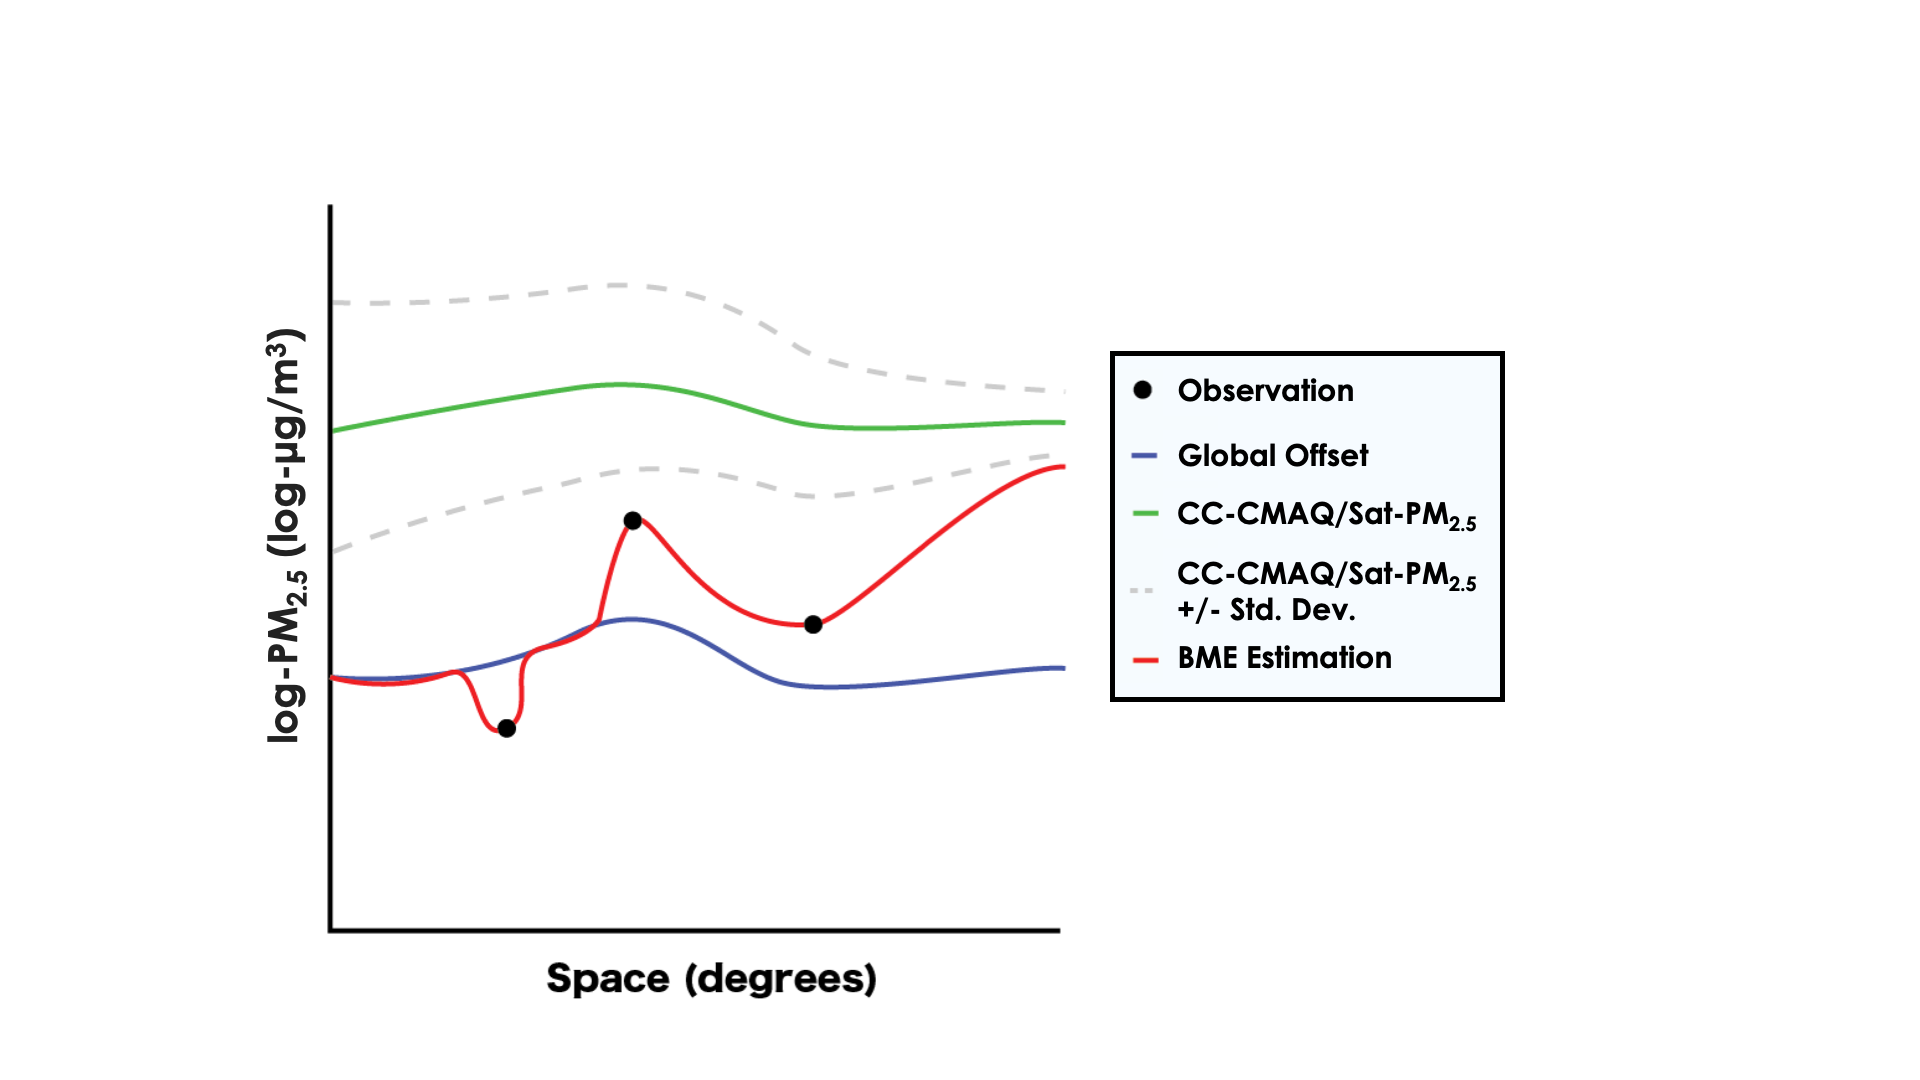 log-PM2.5 (log-µg/m³)
Space (degrees)
Observation
Global Offset
CC-CMAQ/Sat-PM2.5
CC-CMAQ/Sat-PM2.5
+/- Std. Dev.
BME Estimation